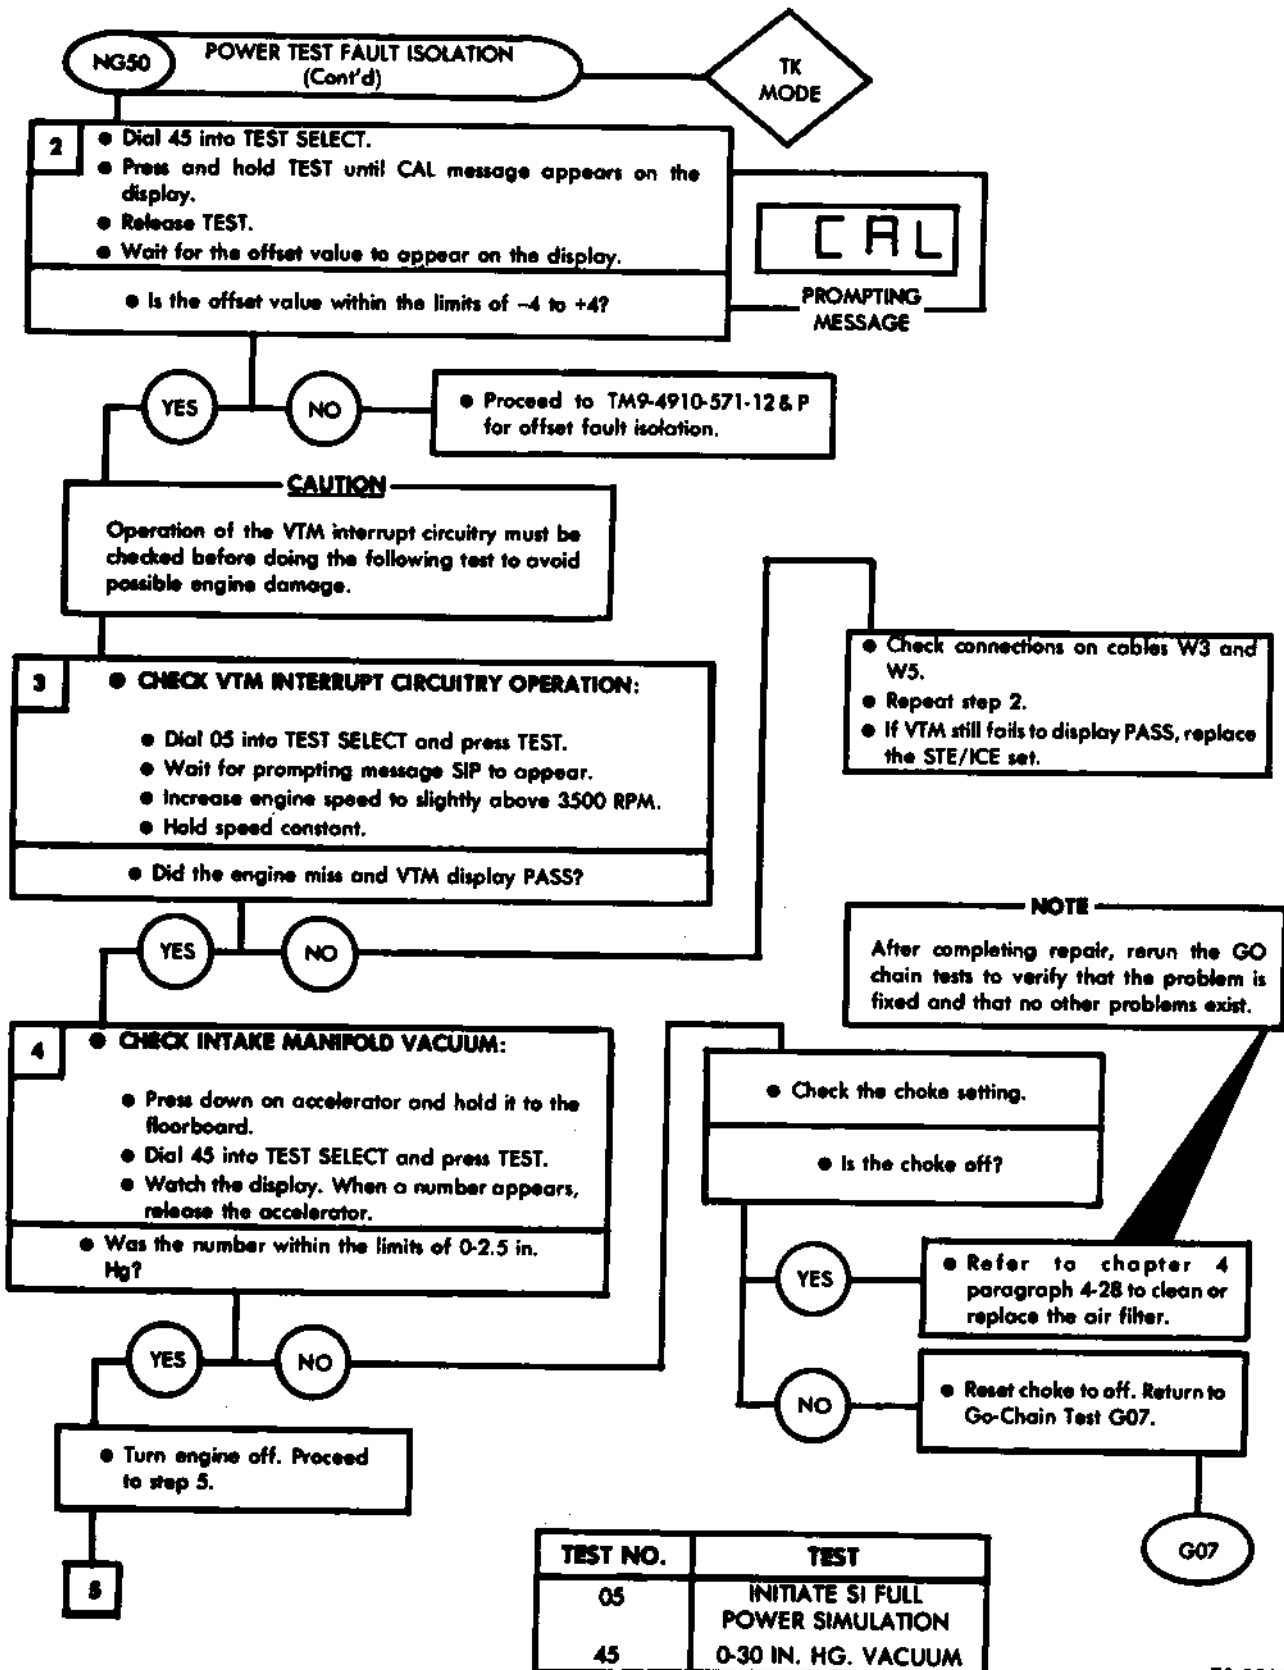 NG50
POWER TEST FAULT ISOLATION
(Cont'd)
TK
MODE
2
● Dial 45 into TEST SELECT.
● Press and hold TEST until CAL message appears on the
display.
● Release TEST.
● Wait for the offset value to appear on the display.
● Is the offset value within the limits of –4 to +4?
CAL
PROMPTING
MESSAGE
YES
NO
● Proceed to TM9-4910-571-12 & P
for offset fault isolation.
CAUTION
Operation of the VTM interrupt circuitry must be
checked before doing the following test to avoid
possible engine damage.
3
● CHECK VTM INTERRUPT CIRCUITRY OPERATION:
● Dial 05 into TEST SELECT and press TEST.
● Wait for prompting message SIP to appear.
● Increase engine speed to slightly above 3500 RPM.
● Hold speed constant.
● Did the engine miss and VTM display PASS?
YES
NO
● Check connections on cables W3 and
W5.
● Repeat step 2.
● If VTM still fails to display PASS, replace
the STE/ICE set.
NOTE
After completing repair, rerun the GO
chain tests to verify that the problem is
fixed and that no other problems exist.
4
● CHECK INTAKE MANIFOLD VACUUM:
● Press down on accelerator and hold it to the
floorboard.
● Dial 45 into TEST SELECT and press TEST.
● Watch the display. When a number appears,
release the accelerator.
● Was the number within the limits of 0-2.5 in.
Hg?
YES
NO
● Check the choke setting.
● Is the choke off?
YES
● Refer to chapter 4
paragraph 4-28 to clean or
replace the air filter.
NO
● Reset choke to off. Return to
Go-Chain Test G07.
G07
● Turn engine off. Proceed
to step 5.
5
TEST NO.
TEST
05
INITIATE SI FULL
POWER SIMULATION
45
0-30 IN. HG. VACUUM